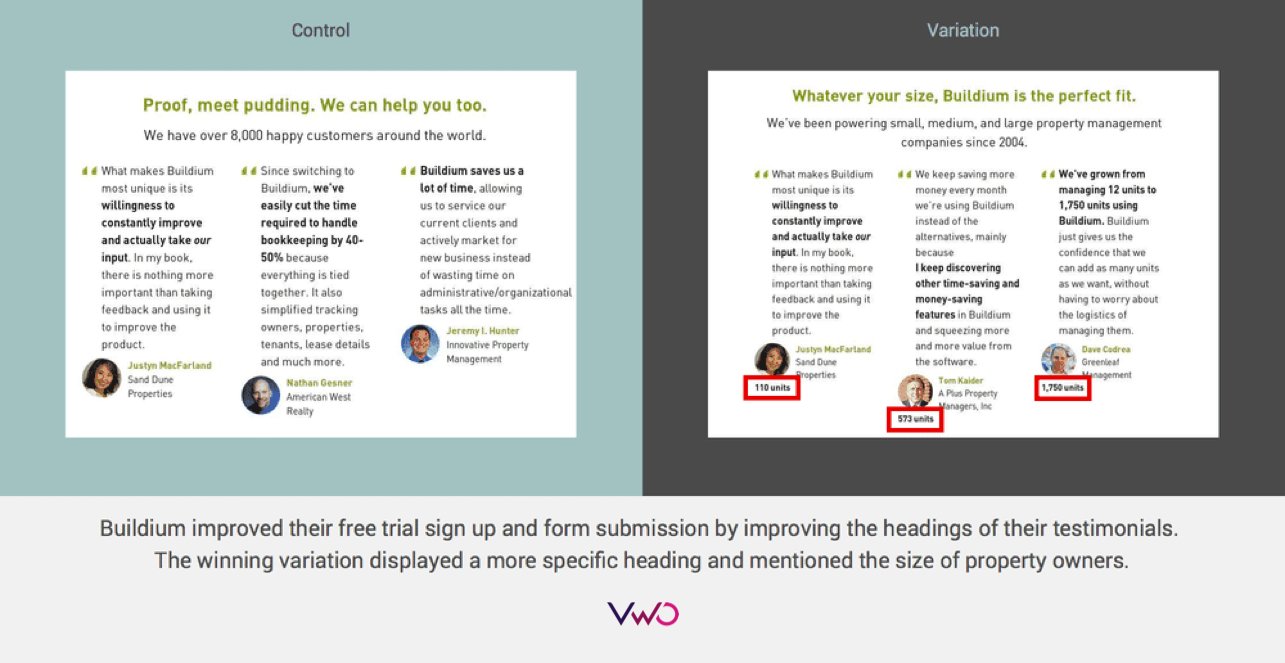 Control
Proof, meet pudding. We can help you too.
We have over 8,000 happy customers around the world.
What makes Buildium
most unique is its
willingness to
constantly improve
and actually take our
input. In my book,
there is nothing more
important than taking
feedback and using it
to improve the
product.
Justyn MacFarland
Sand Dune
Properties
Since switching to
Buildium, we've
easily cut the time
required to handle
bookkeeping by 40-
50% because
everything is tied
together. It also
simplified tracking
owners, properties,
tenants, lease details
and much more.
Nathan Gesner
American West
Realty
Buildium saves us a
lot of time, allowing
us to service our
current clients and
actively market for
new business instead
of wasting time on
administrative/organizational
tasks all the time.
Jeremy I. Hunter
Innovative Property
Management
Variation
Whatever your size, Buildium is the perfect fit.
We've been powering small, medium, and large property management
companies since 2004.
What makes Buildium
most unique is its
willingness to
constantly improve
and actually take our
input. In my book,
there is nothing more
important than taking
feedback and using it
to improve the
product.
Justyn MacFarland
Sand Dune
Properties
110 units
We keep saving more
money every month
we're using Buildium
instead of the
alternatives, mainly
because
I keep discovering
other time-saving and
money-saving
features in Buildium
and squeezing more
and more value from
the software.
Tom Kaider
A Plus Property
Managers, Inc
573 units
We've grown from
managing 12 units to
1,750 units using
Buildium. Buildium
just gives us the
confidence that we
can add as many units
as we want, without
having to worry about
the logistics of
managing them.
Dave Codrea
Greenleaf
Management
1,750 units
Buildium improved their free trial sign up and form submission by improving the headings of their testimonials.
The winning variation displayed a more specific heading and mentioned the size of property owners.
VWO